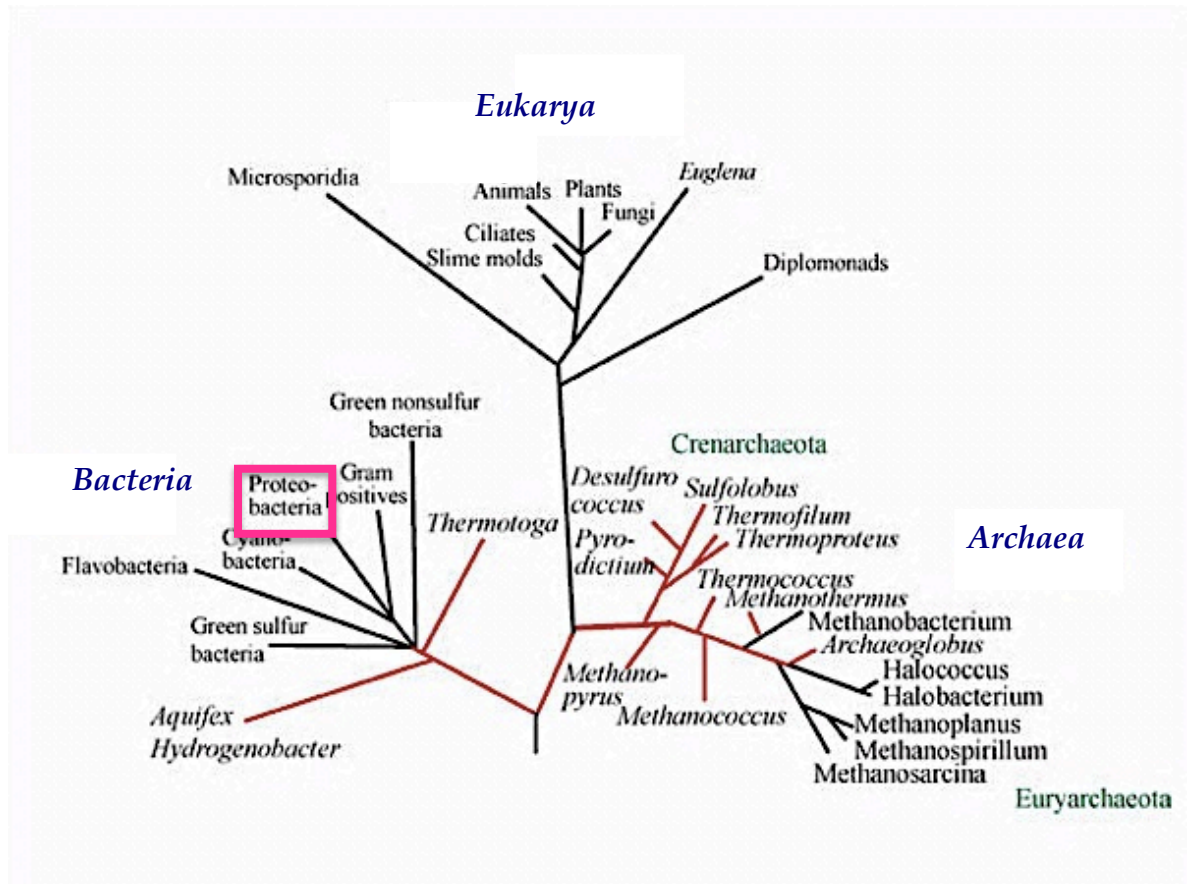 Eukarya
Microsporidia
Animals
Plants
Euglena
Fungi
Ciliates
Slime molds
Diplomonads
Green nonsulfur
bacteria
Bacteria
Proteo-
bacteria
Gram
ositives
Cyano-
bacteria
Thermotoga
Flavobacteria
Green sulfur
bacteria
Aquifex
Hydrogenobacter
Crenarchaeota
Desulfuro
coccus
Sulfolobus
Thermofilum
Thermoproteus
Pyro-
dictium
Archaea
Thermococcus
Methanothermus
Methanobacterium
Archaeoglobus
Halococcus
Halobacterium
Methano-
pyrus
Methanococcus
Methanoplanus
Methanospirillum
Methanosarcina
Euryarchaeota